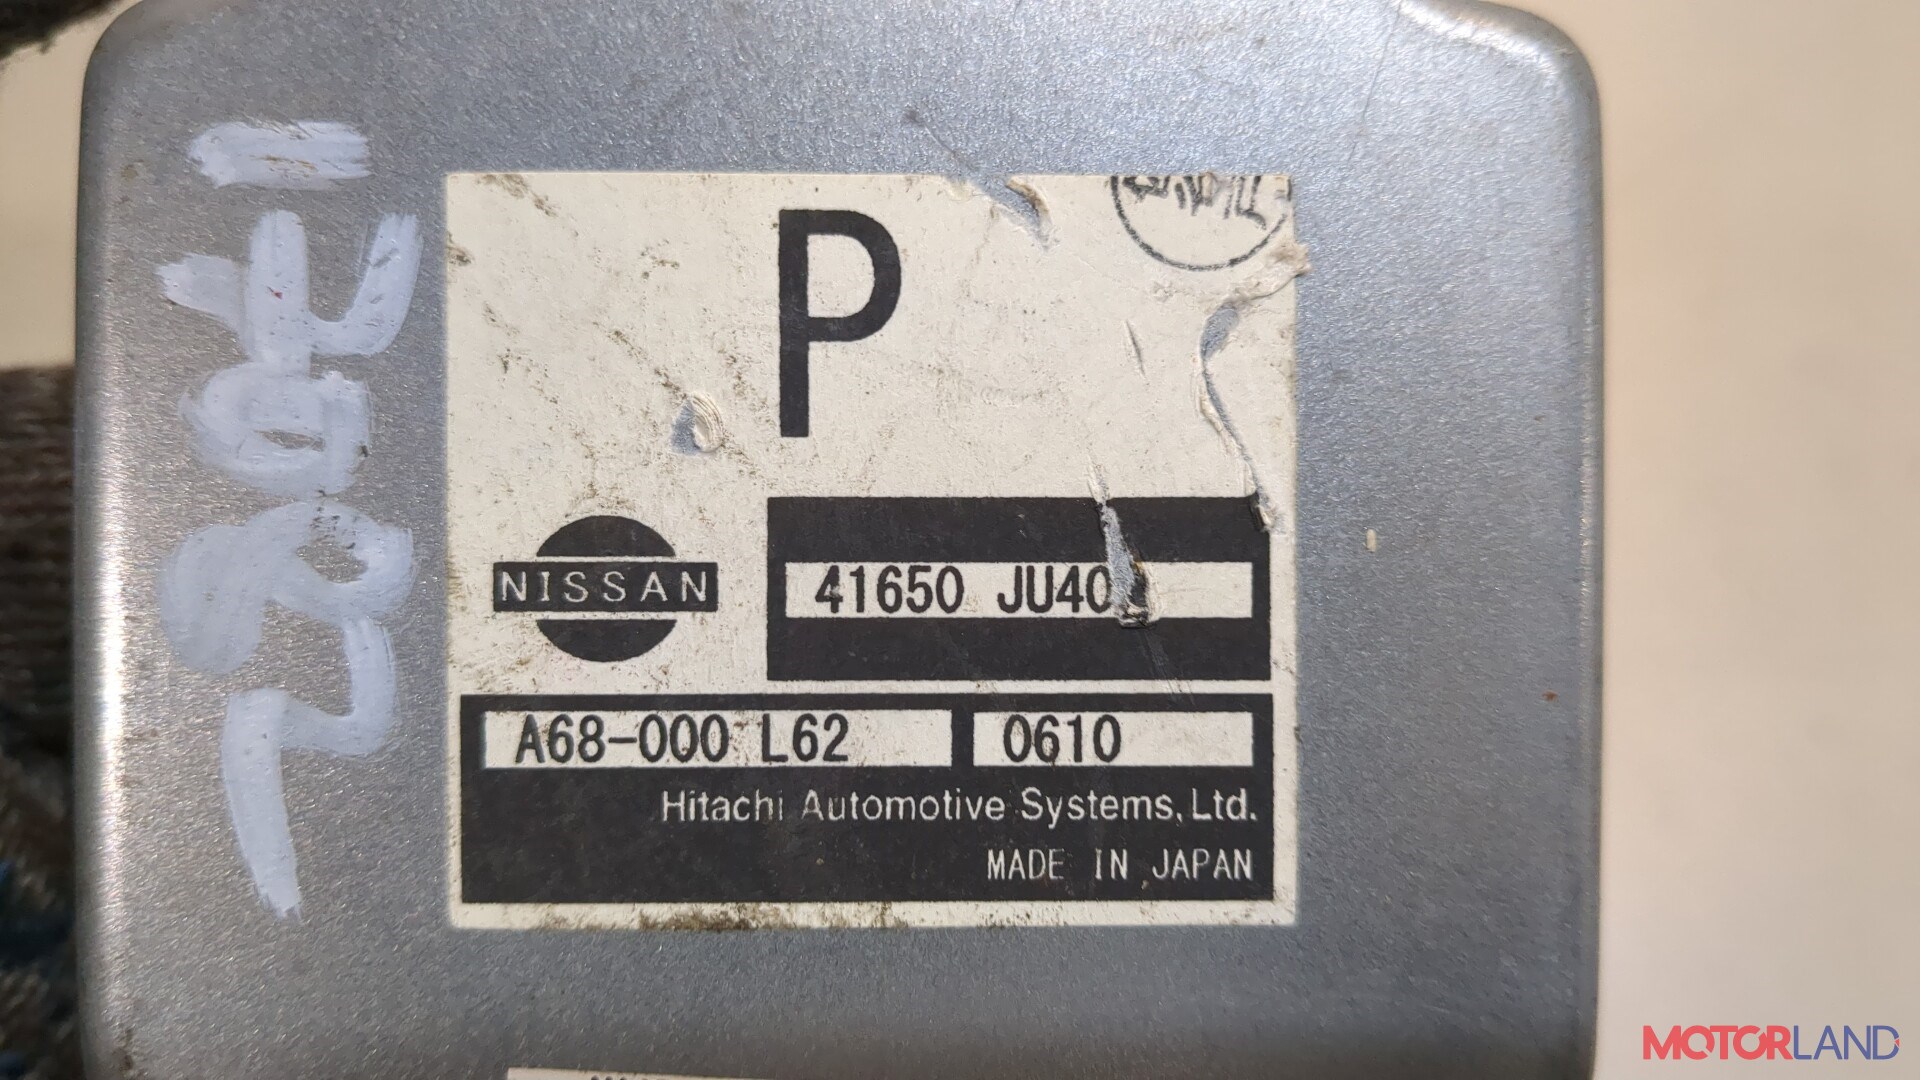 P
NISSAN
41650 JU40
A68-000 L62
0610
Hitachi Automotive Systems, Ltd.
MADE IN JAPAN
MOTORLAND